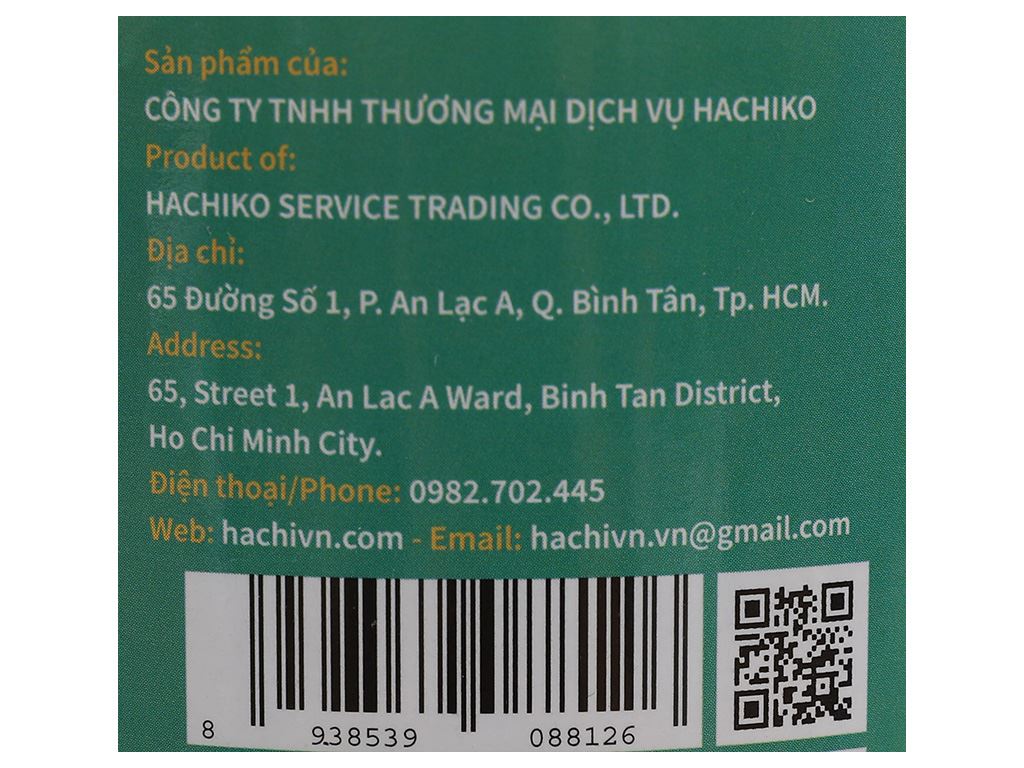 Sản phẩm của:
CÔNG TY TNHH THƯƠNG MẠI DỊCH VỤ HACHIKO
Product of:
HACHIKO SERVICE TRADING CO., LTD.
Địa chỉ:
65 Đường Số 1, P. An Lạc A, Q. Bình Tân, Tp. HCM.
Address:
65, Street 1, An Lac A Ward, Binh Tan District,
Ho Chi Minh City.
Điện thoại/Phone: 0982.702.445
Web: hachivn.com - Email: hachivn.vn@gmail.com
8 938539 088126